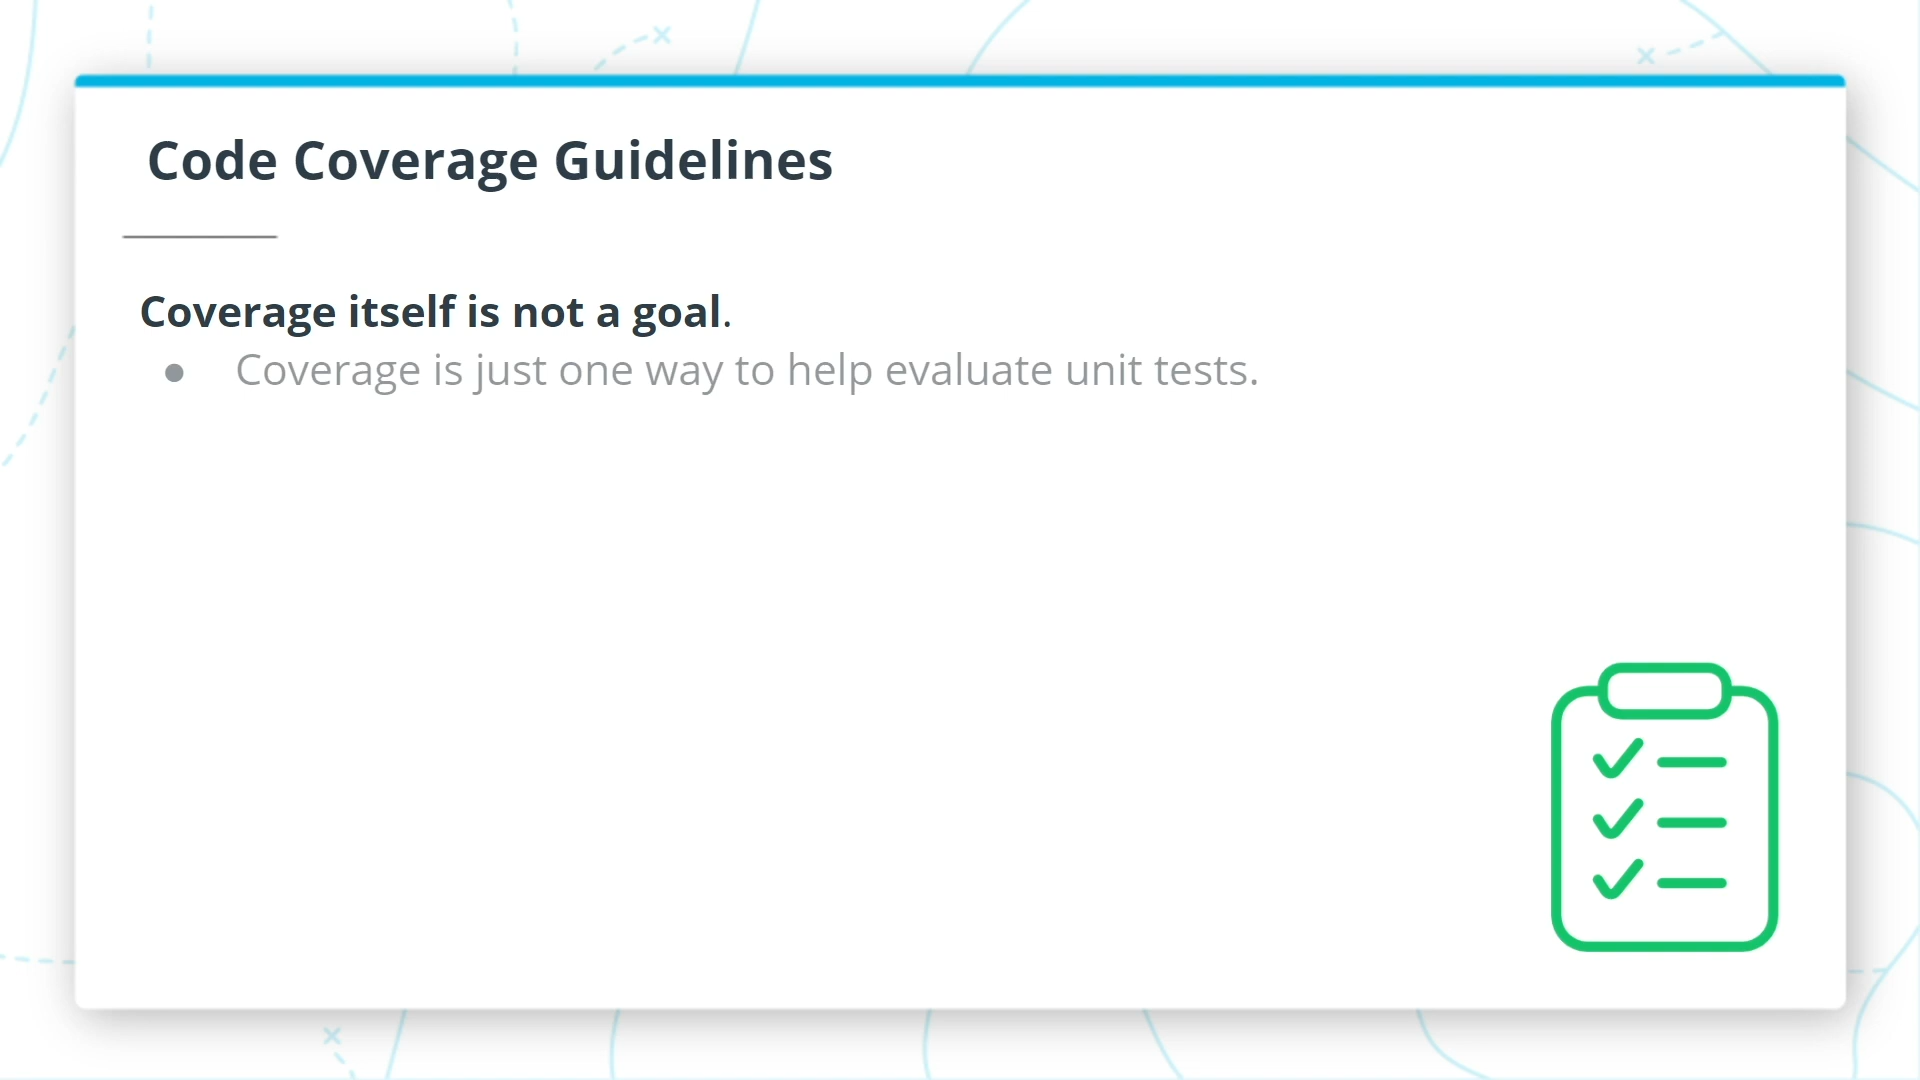 Code Coverage Guidelines
Coverage itself is not a goal.
● Coverage is just one way to help evaluate unit tests.